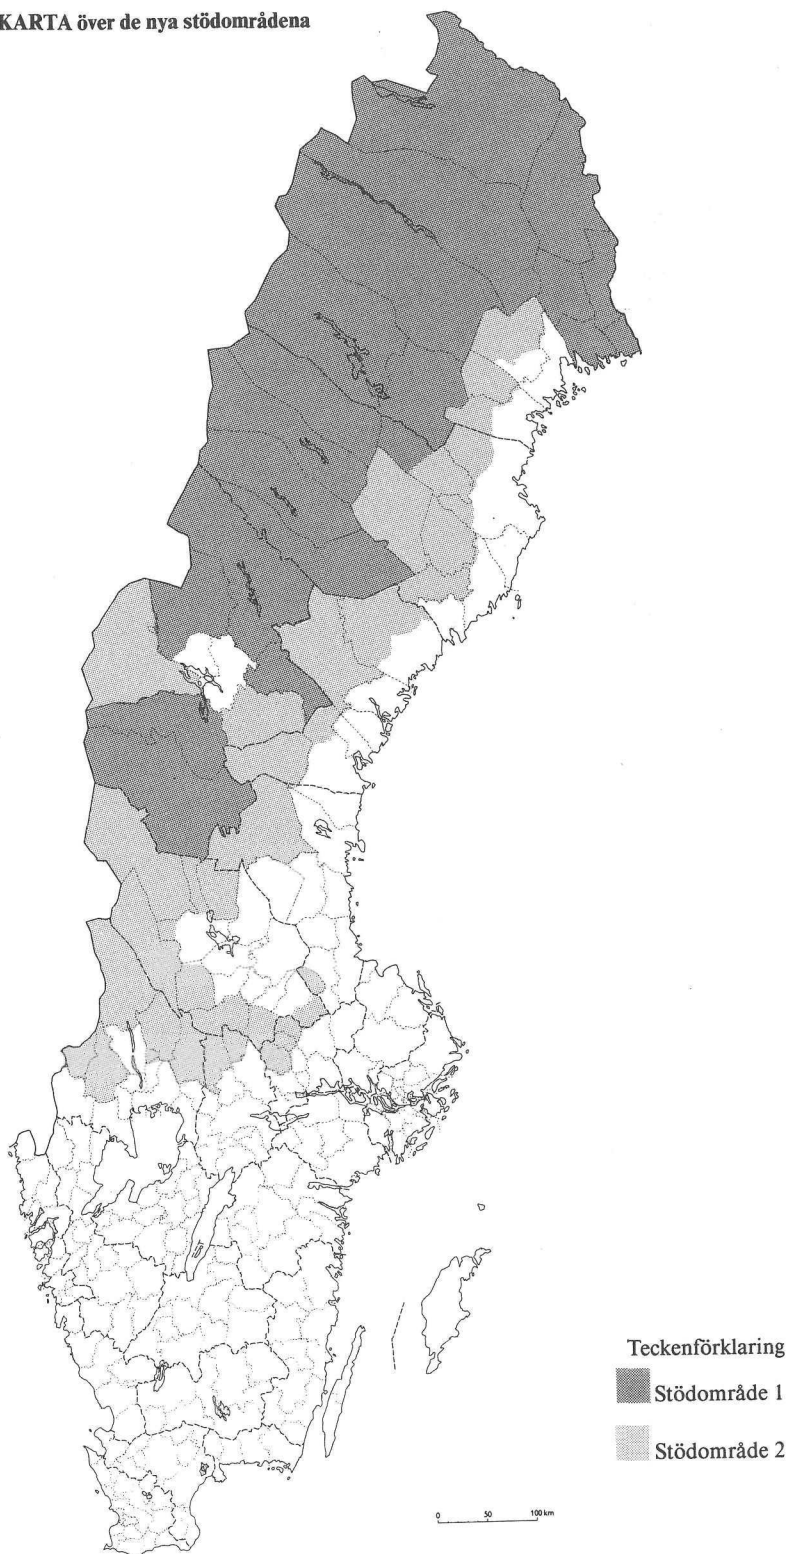 KARTA över de nya stödområdena
Teckenförklaring
Stödområde 1
Stödområde 2
0 50 100 km